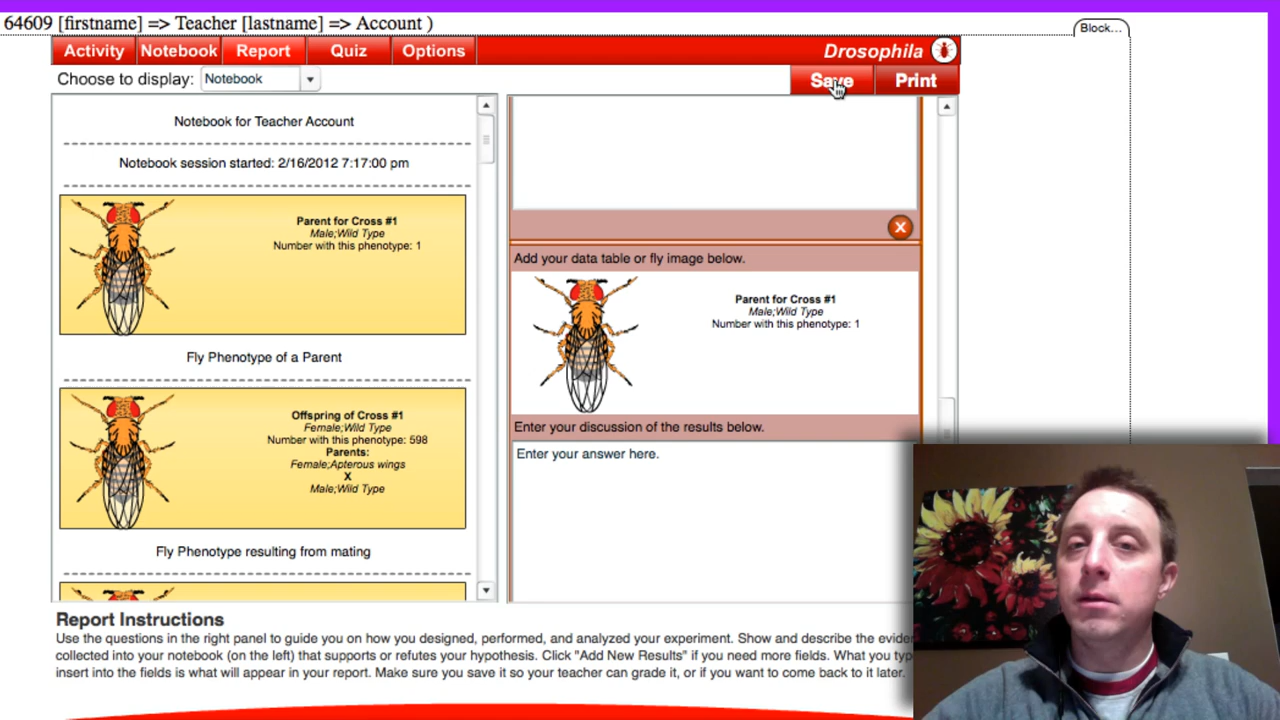 64609 [firstname] => Teacher [lastname] => Account )
Block...
Activity Notebook Report Quiz Options Drosophila
Choose to display: Notebook Save Print
Notebook for Teacher Account
Notebook session started: 2/16/2012 7:17:00 pm
Parent for Cross #1
Male;Wild Type
Number with this phenotype: 1
Fly Phenotype of a Parent
Offspring of Cross #1
Female;Wild Type
Number with this phenotype: 598
Parents:
Female;Apterous wings
X
Male;Wild Type
Fly Phenotype resulting from mating
Add your data table or fly image below.
Parent for Cross #1
Male;Wild Type
Number with this phenotype: 1
Enter your discussion of the results below.
Enter your answer here.
Report Instructions
Use the questions in the right panel to guide you on how you designed, performed, and analyzed your experiment. Show and describe the
collected into your notebook (on the left) that supports or refutes your hypothesis. Click "Add New Results" if you need more fields. What you
insert into the fields is what will appear in your report. Make sure you save it so your teacher can grade it, or if you want to come back to it later.